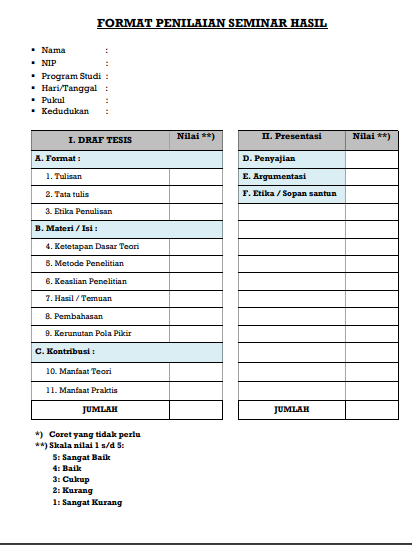 FORMAT PENILAIAN SEMINAR HASIL
▪ Nama :
▪ NIP :
▪ Program Studi :
▪ Hari/Tanggal :
▪ Pukul :
▪ Kedudukan :
I. DRAF TESIS Nilai **)
A. Format :
1. Tulisan
2. Tata tulis
3. Etika Penulisan
B. Materi / Isi :
4. Ketetapan Dasar Teori
5. Metode Penelitian
6. Keaslian Penelitian
7. Hasil / Temuan
8. Pembahasan
9. Kerunutan Pola Pikir
C. Kontribusi :
10. Manfaat Teori
11. Manfaat Praktis
JUMLAH
II. Presentasi Nilai **)
D. Penyajian
E. Argumentasi
F. Etika / Sopan santun
JUMLAH
*) Coret yang tidak perlu
**) Skala nilai 1 s/d 5:
5: Sangat Baik
4: Baik
3: Cukup
2: Kurang
1: Sangat Kurang